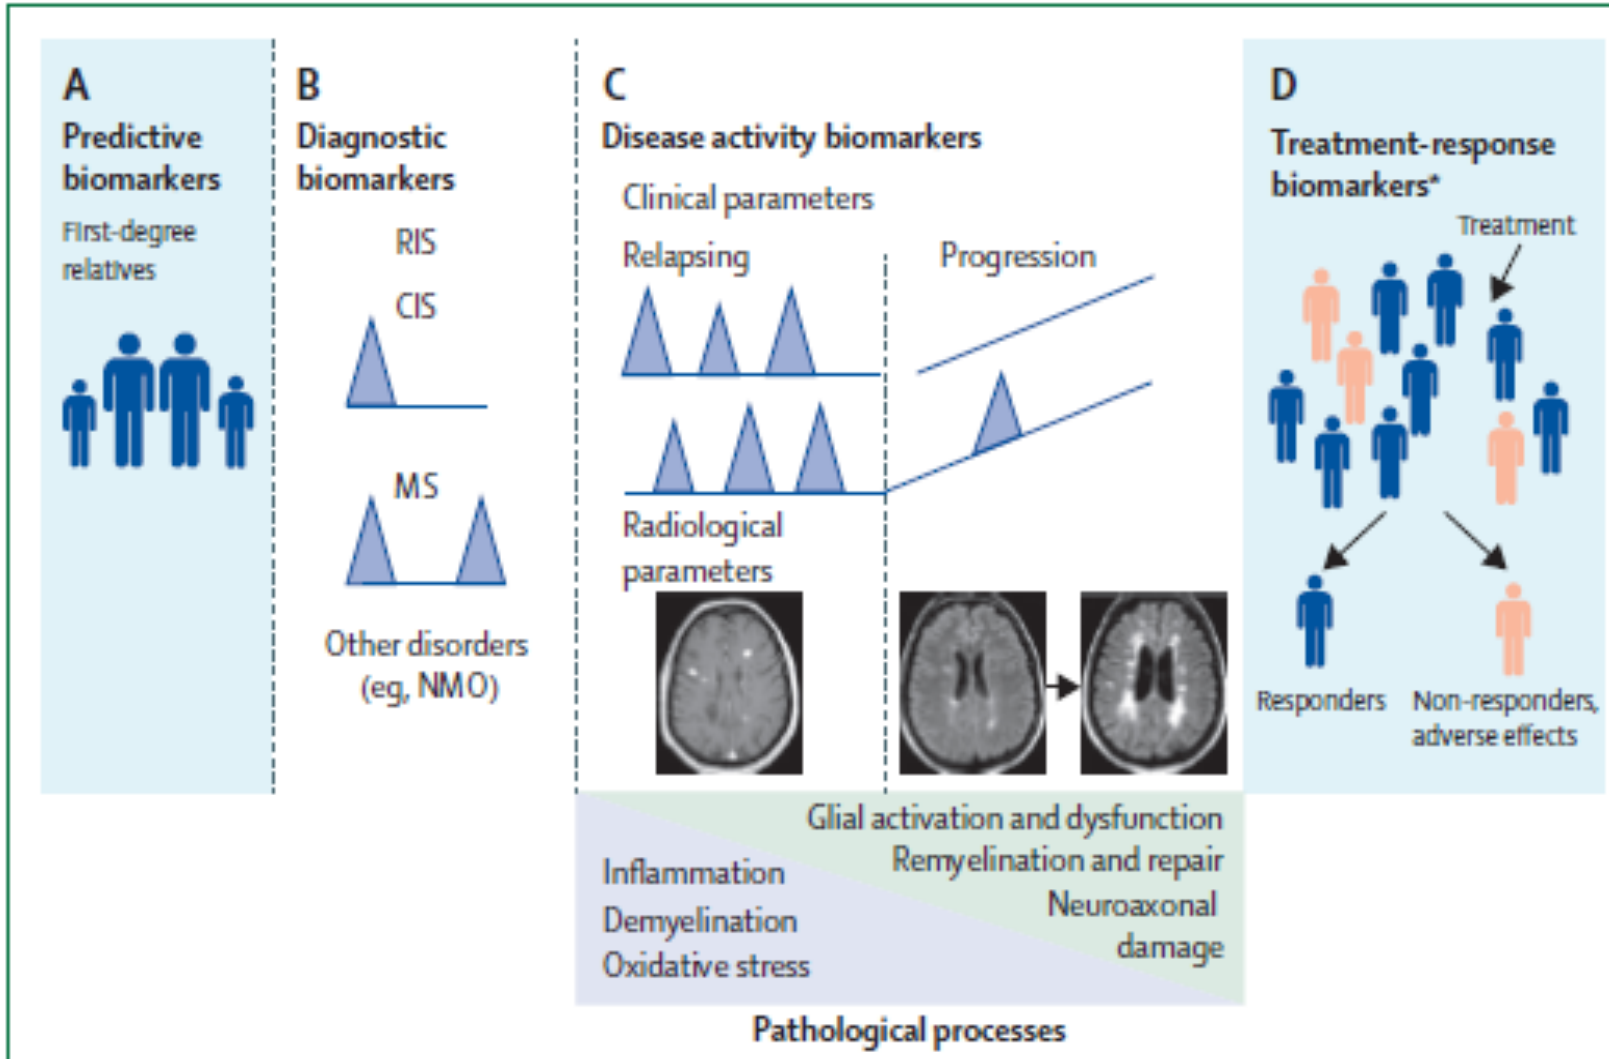 A
Predictive
biomarkers
First-degree
relatives
B
Diagnostic
biomarkers
RIS
CIS
MS
Other disorders
(eg, NMO)
C
Disease activity biomarkers
Clinical parameters
Relapsing
Progression
Radiological
parameters
D
Treatment-response
biomarkers*
Treatment
Responders
Non-responders,
adverse effects
Glial activation and dysfunction
Remyelination and repair
Neuroaxonal
damage
Inflammation
Demyelination
Oxidative stress
Pathological processes